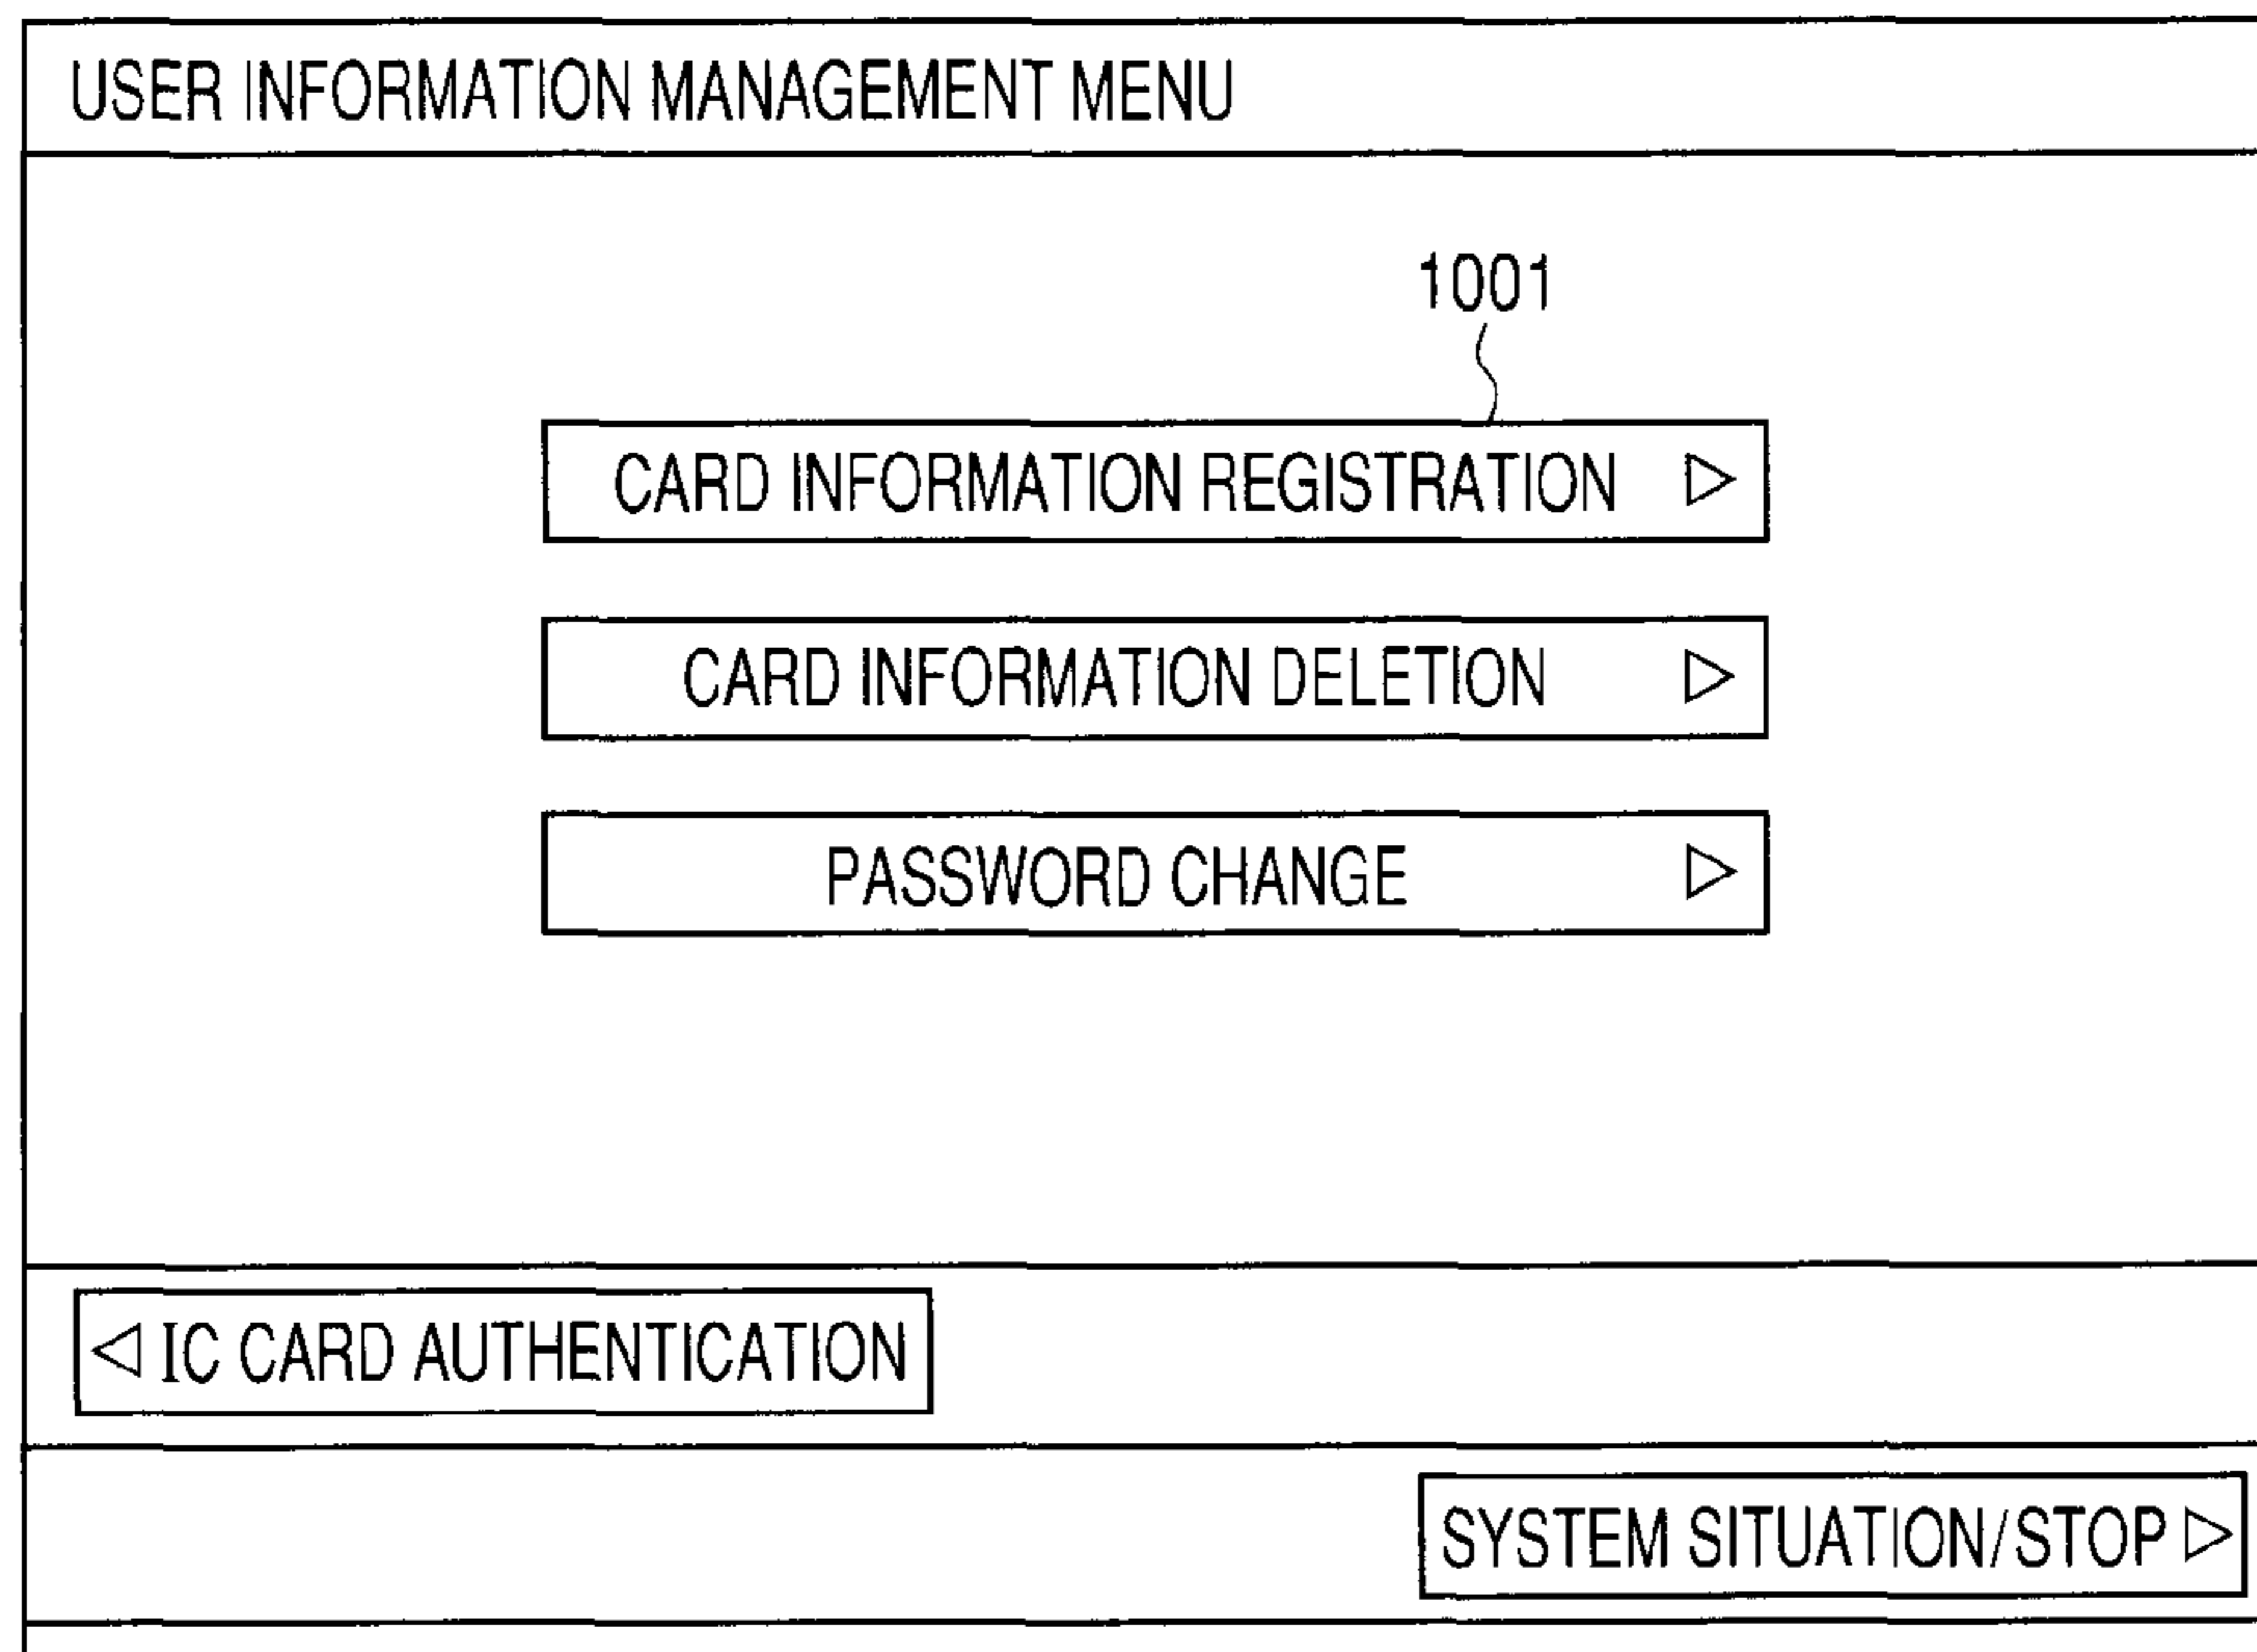 USER INFORMATION MANAGEMENT MENU
1001
CARD INFORMATION REGISTRATION ▷
CARD INFORMATION DELETION ▷
PASSWORD CHANGE ▷
◁ IC CARD AUTHENTICATION
SYSTEM SITUATION/STOP ▷